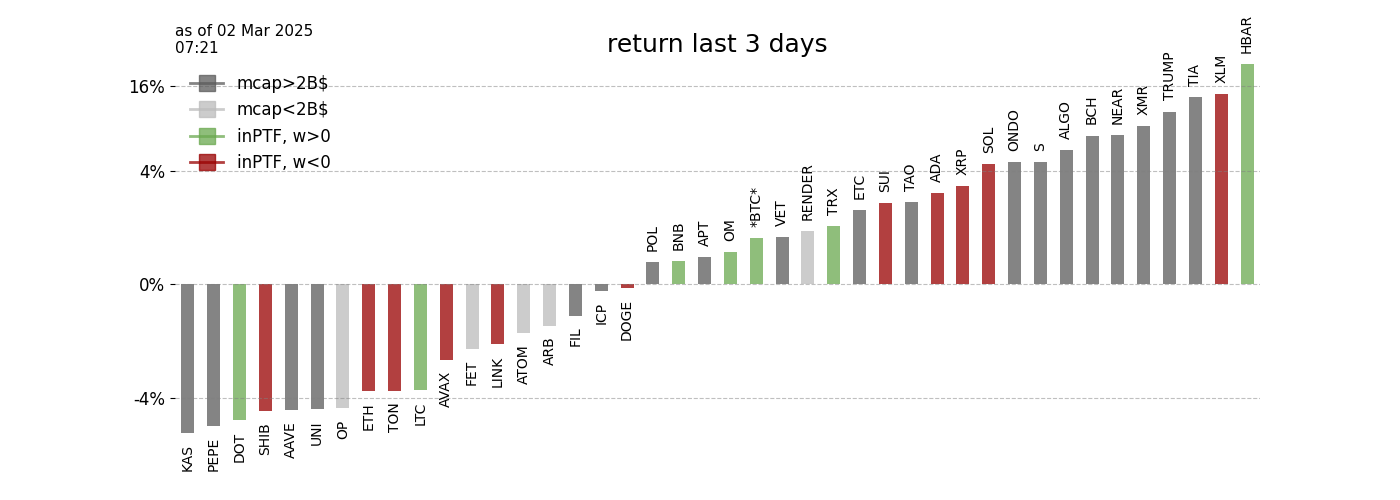 as of 02 Mar 2025
07:21
return last 3 days
mcap>2B$
mcap<2B$
inPTF, w>0
inPTF, w<0
16%
4%
0%
-4%
KAS
PEPE
DOT
SHIB
AAVE
UNI
OP
ETH
TON
LTC
AVAX
FET
LINK
ATOM
ARB
FIL
ICP
DOGE
POL
BNB
APT
OM
*BTC*
VET
RENDER
TRX
ETC
SUI
TAO
ADA
XRP
SOL
ONDO
S
ALGO
BCH
NEAR
XMR
TRUMP
TIA
XLM
HBAR